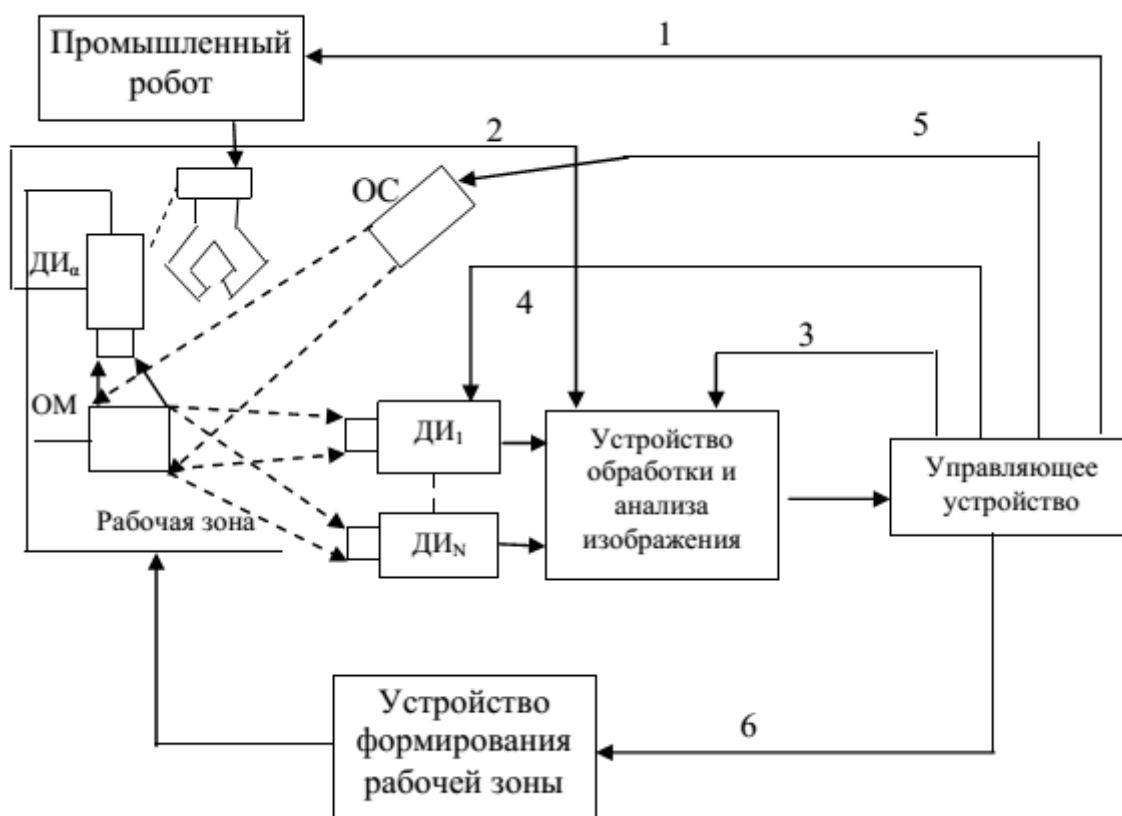 Промышленный
робот
1
2
5
ОС
ДИα
4
3
ОМ
ДИ1
Устройство
обработки и
анализа
изображения
Управляющее
устройство
Рабочая зона
ДИN
Устройство
формирования
рабочей зоны
6